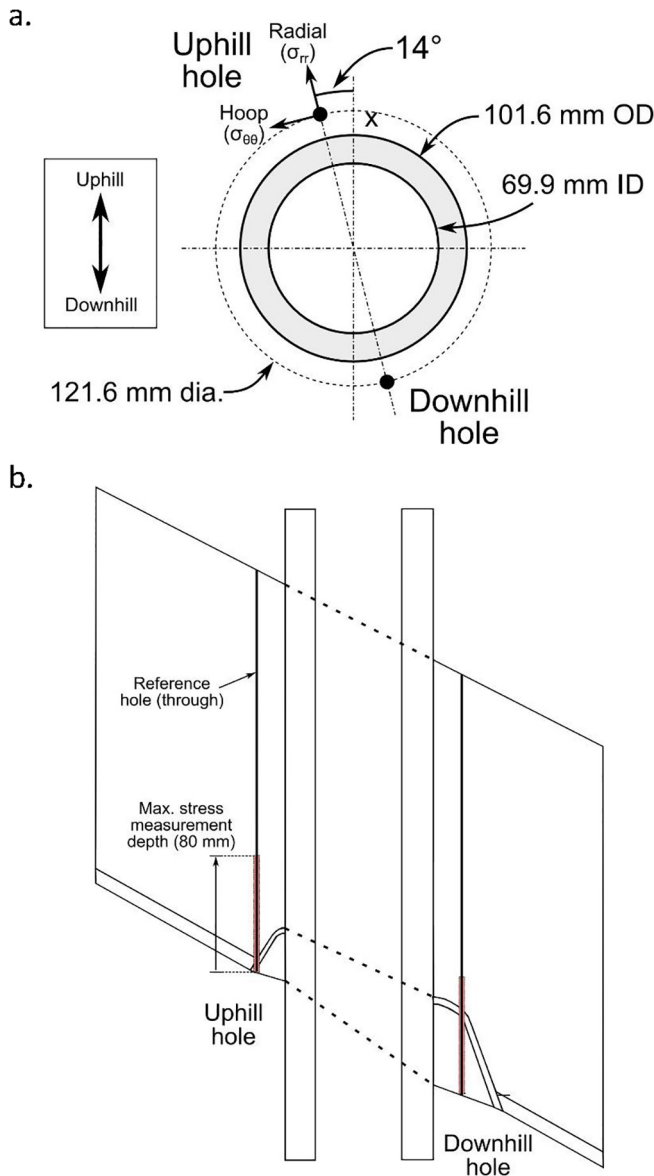 a.
Uphill
hole
Radial
(σrr)
14°
Hoop
(σθθ)
x
101.6 mm OD
69.9 mm ID
Uphill
Downhill
121.6 mm dia.
Downhill
hole
b.
Reference
hole (through)
Max. stress
measurement
depth (80 mm)
Uphill
hole
Downhill
hole